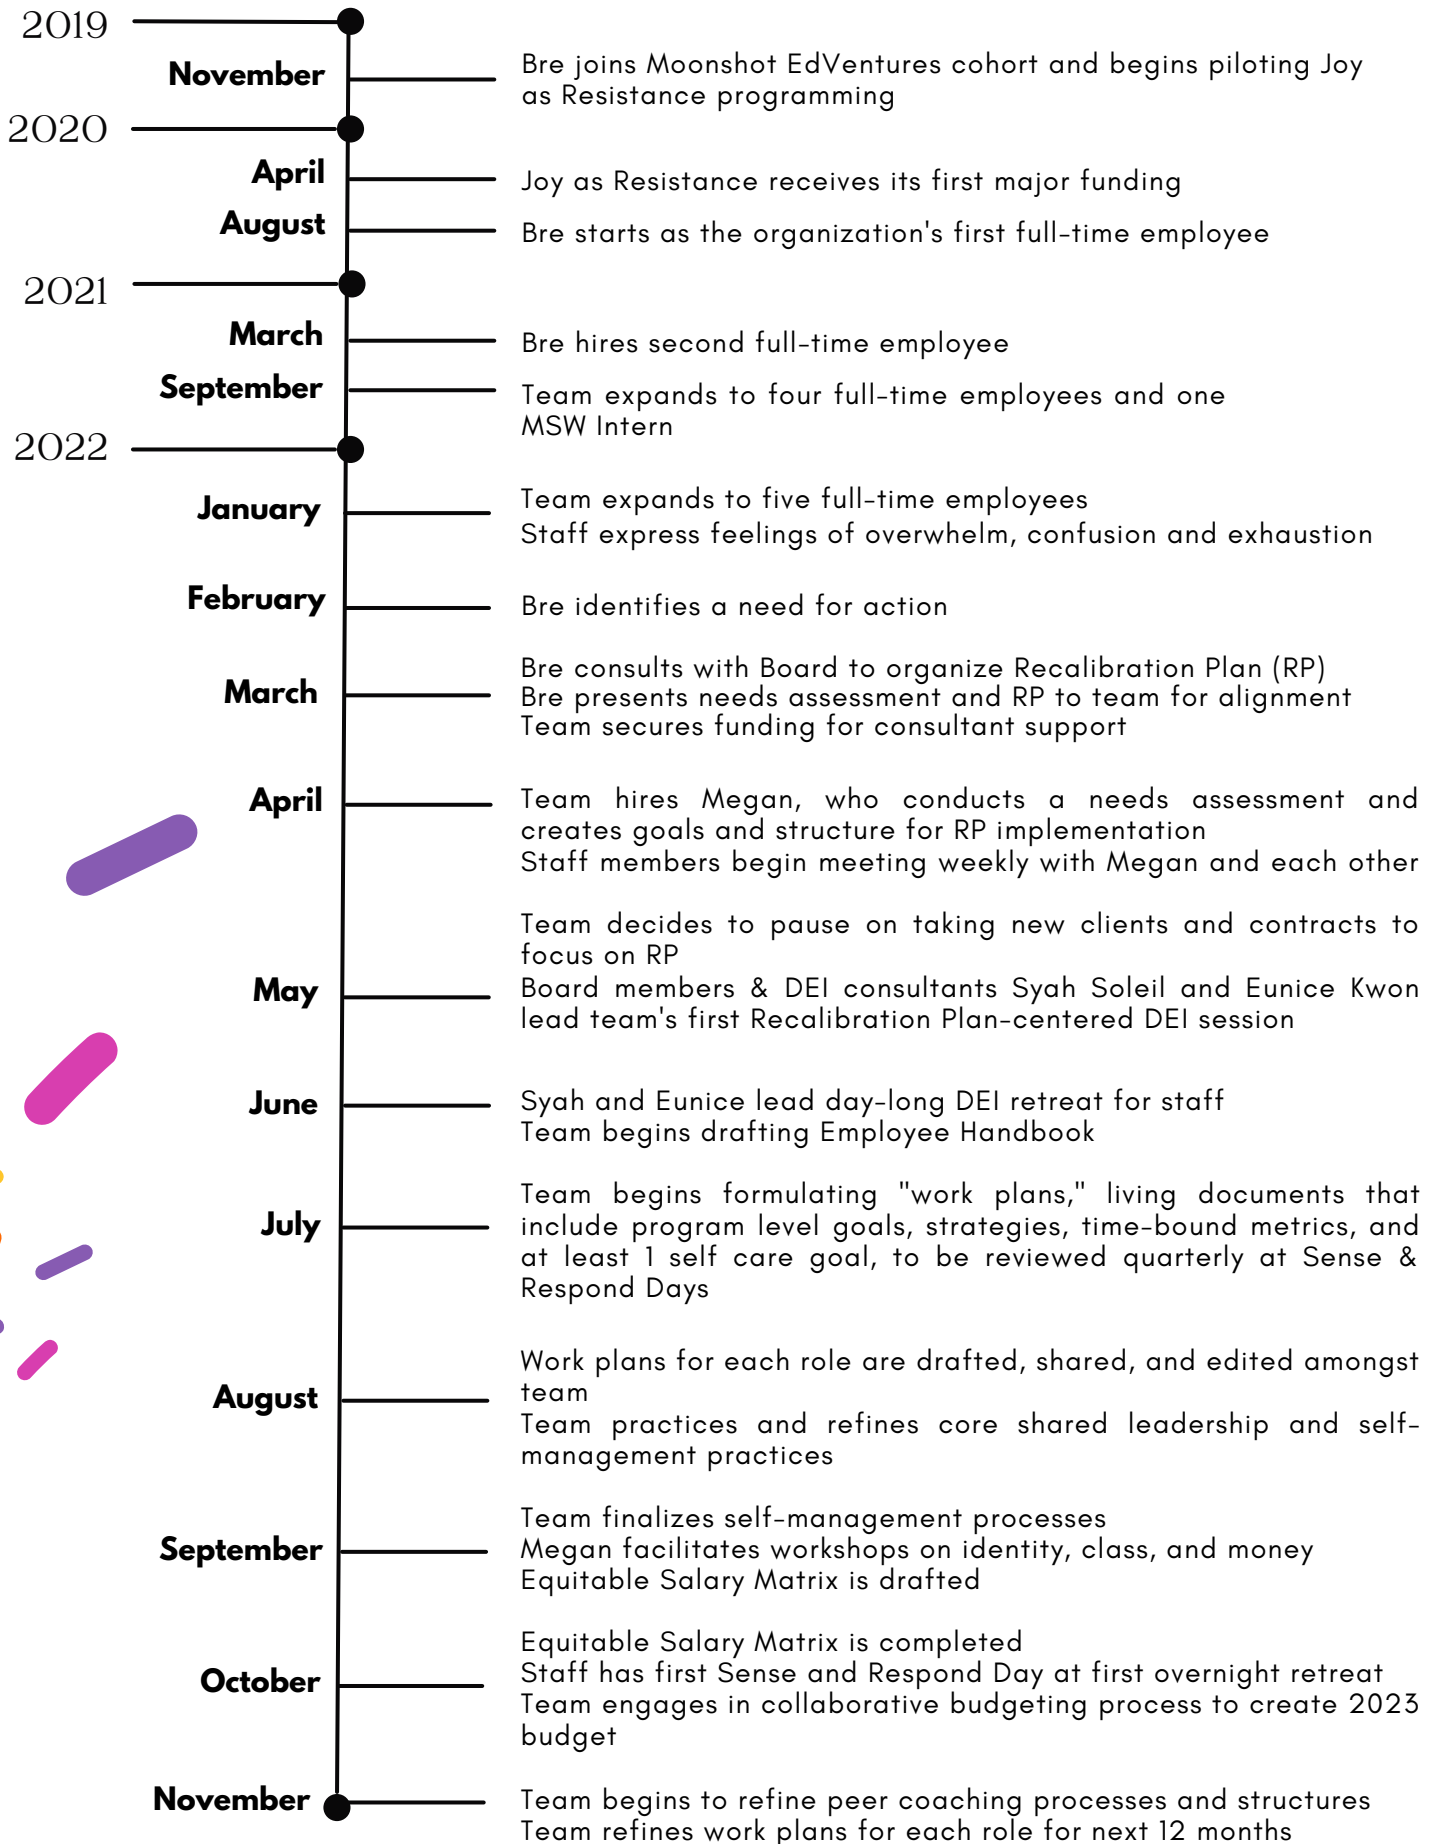 2019
November
Bre joins Moonshot EdVentures cohort and begins piloting Joy
as Resistance programming
2020
April
Joy as Resistance receives its first major funding
August
Bre starts as the organization's first full-time employee
2021
March
Bre hires second full-time employee
September
Team expands to four full-time employees and one
MSW Intern
2022
January
Team expands to five full-time employees
Staff express feelings of overwhelm, confusion and exhaustion
February
Bre identifies a need for action
March
Bre consults with Board to organize Recalibration Plan (RP)
Bre presents needs assessment and RP to team for alignment
Team secures funding for consultant support
April
Team hires Megan, who conducts a needs assessment and
creates goals and structure for RP implementation
Staff members begin meeting weekly with Megan and each other
May
Team decides to pause on taking new clients and contracts to
focus on RP
Board members & DEI consultants Syah Soleil and Eunice Kwon
lead team's first Recalibration Plan-centered DEI session
June
Syah and Eunice lead day-long DEI retreat for staff
Team begins drafting Employee Handbook
July
Team begins formulating "work plans," living documents that
include program level goals, strategies, time-bound metrics, and
at least 1 self care goal, to be reviewed quarterly at Sense &
Respond Days
August
Work plans for each role are drafted, shared, and edited amongst
team
Team practices and refines core shared leadership and self-
management practices
September
Team finalizes self-management processes
Megan facilitates workshops on identity, class, and money
Equitable Salary Matrix is drafted
October
Equitable Salary Matrix is completed
Staff has first Sense and Respond Day at first overnight retreat
Team engages in collaborative budgeting process to create 2023
budget
November
Team begins to refine peer coaching processes and structures
Team refines work plans for each role for next 12 months